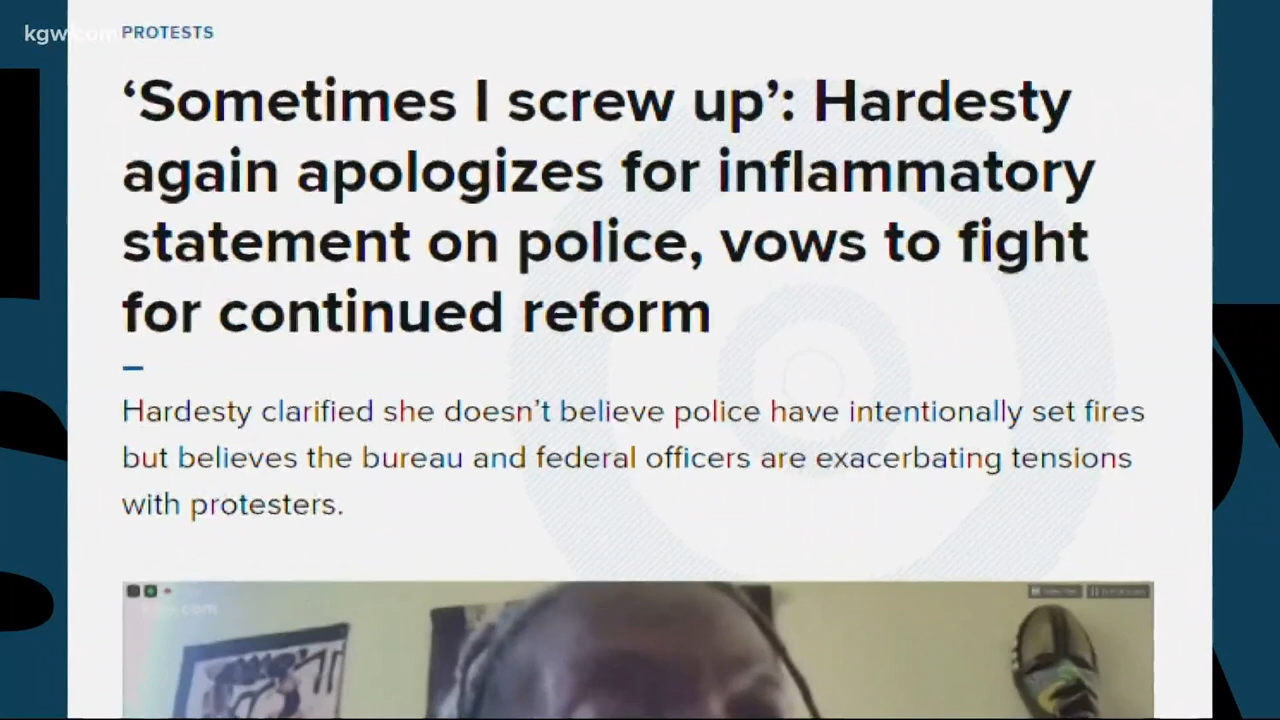 kgw.com
PROTESTS
‘Sometimes I screw up’: Hardesty
again apologizes for inflammatory
statement on police, vows to fight
for continued reform
Hardesty clarified she doesn’t believe police have intentionally set fires
but believes the bureau and federal officers are exacerbating tensions
with protesters.
kgw.com